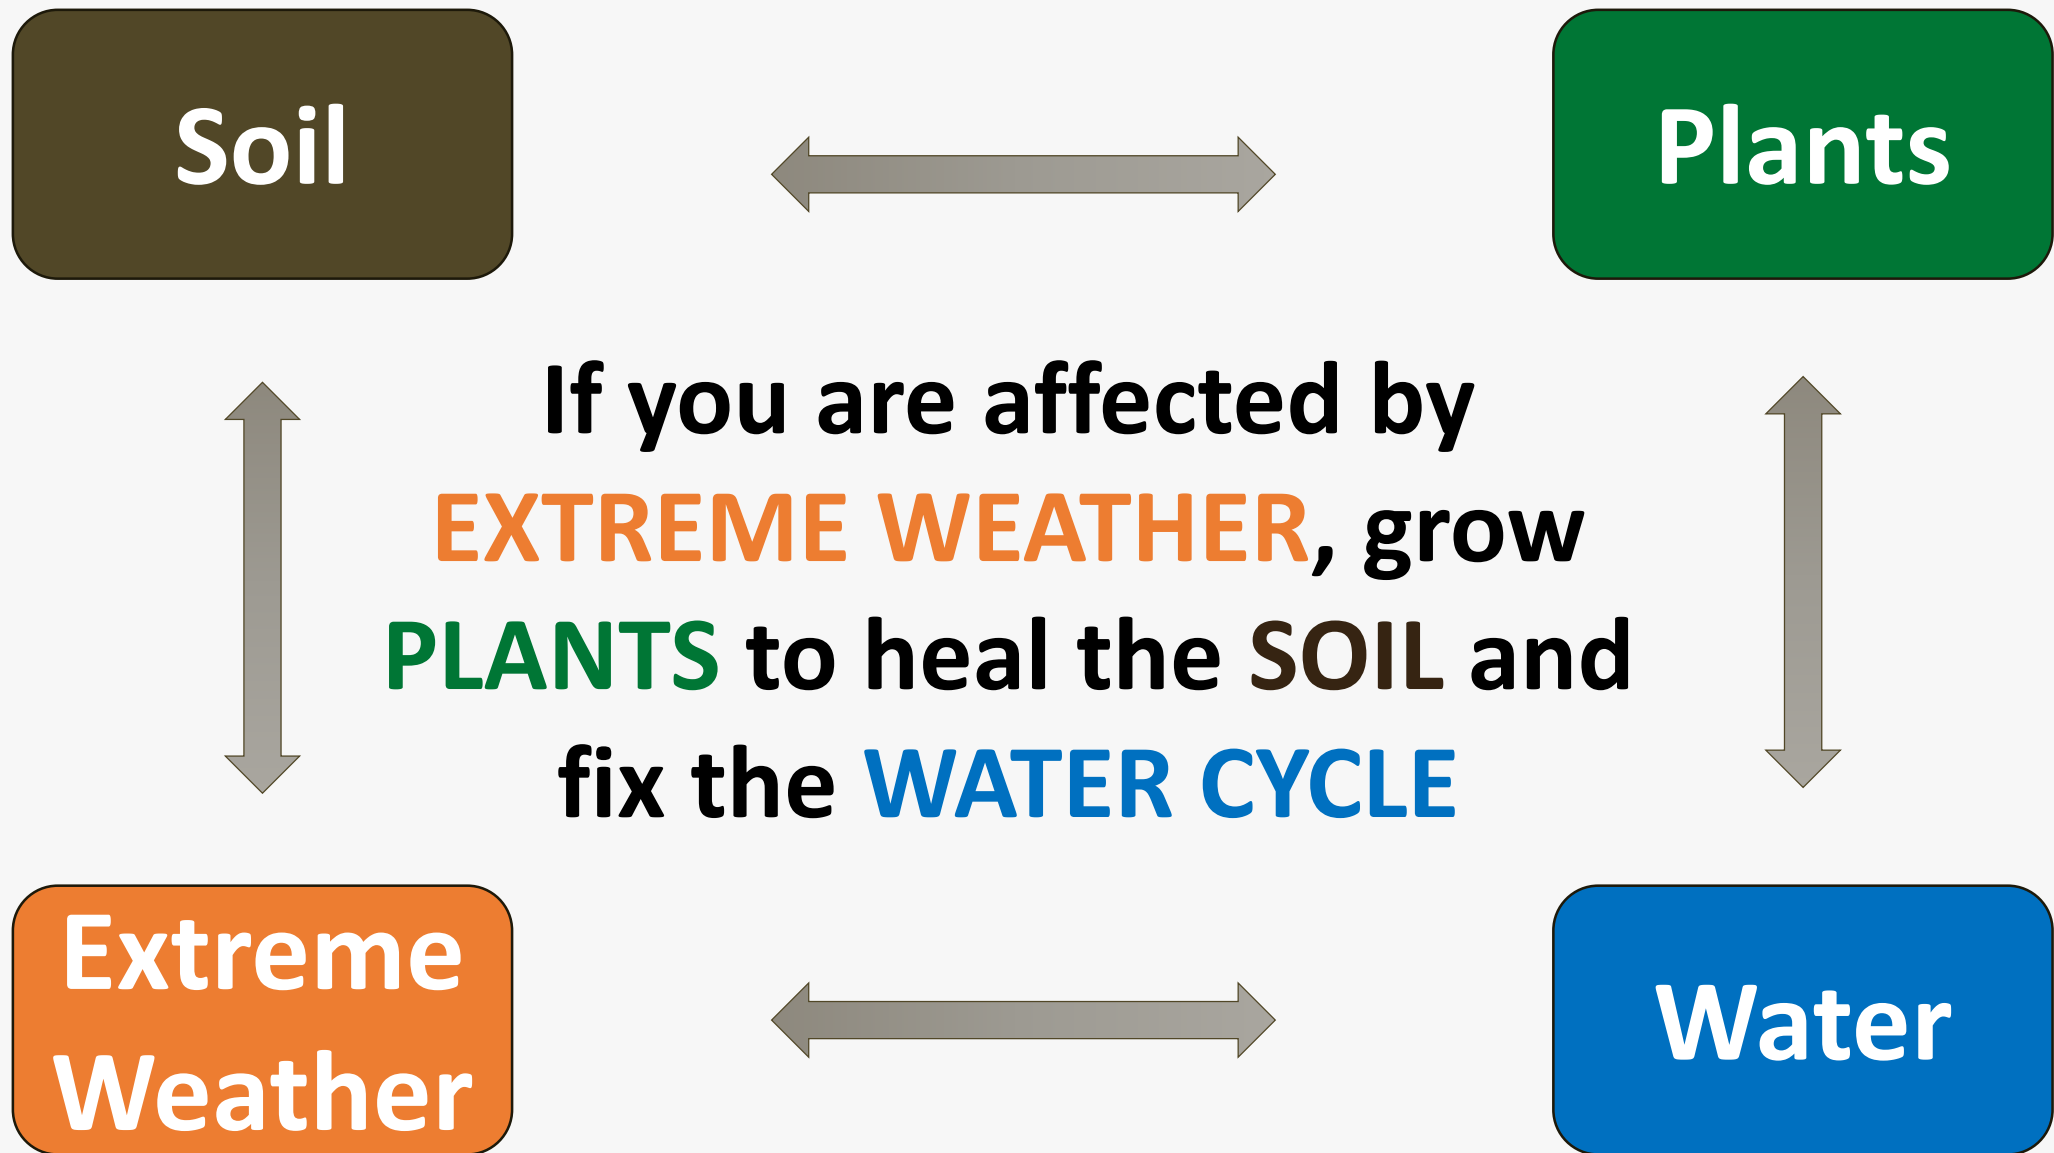 Soil
Plants
If you are affected by
EXTREME WEATHER, grow
PLANTS to heal the SOIL and
fix the WATER CYCLE
Extreme
Weather
Water